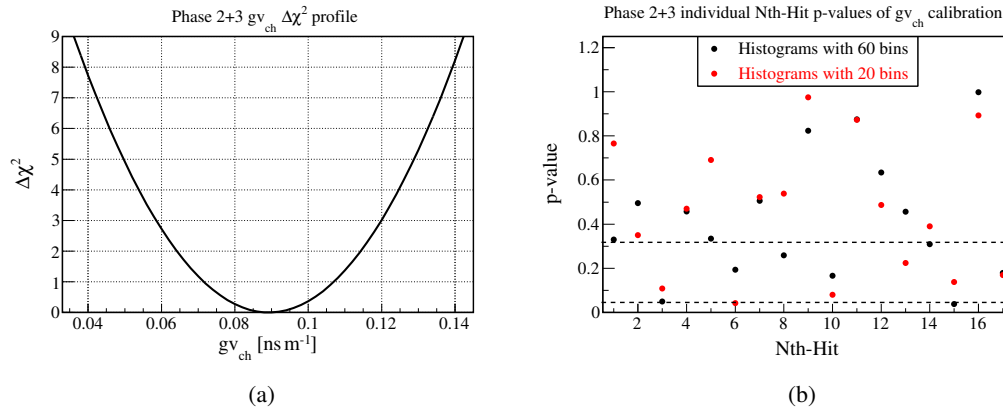 Phase 2+3 gv_ch Δχ² profile
9
8
7
6
5
4
3
2
1
0
Δχ²
0.04 0.06 0.08 0.1 0.12 0.14
gv_ch [ns m⁻¹]
(a)
Phase 2+3 individual Nth-Hit p-values of gv_ch calibration
Histograms with 60 bins
Histograms with 20 bins
1.2
1
0.8
0.6
0.4
0.2
0
p-value
2 4 6 8 10 12 14 16
Nth-Hit
(b)